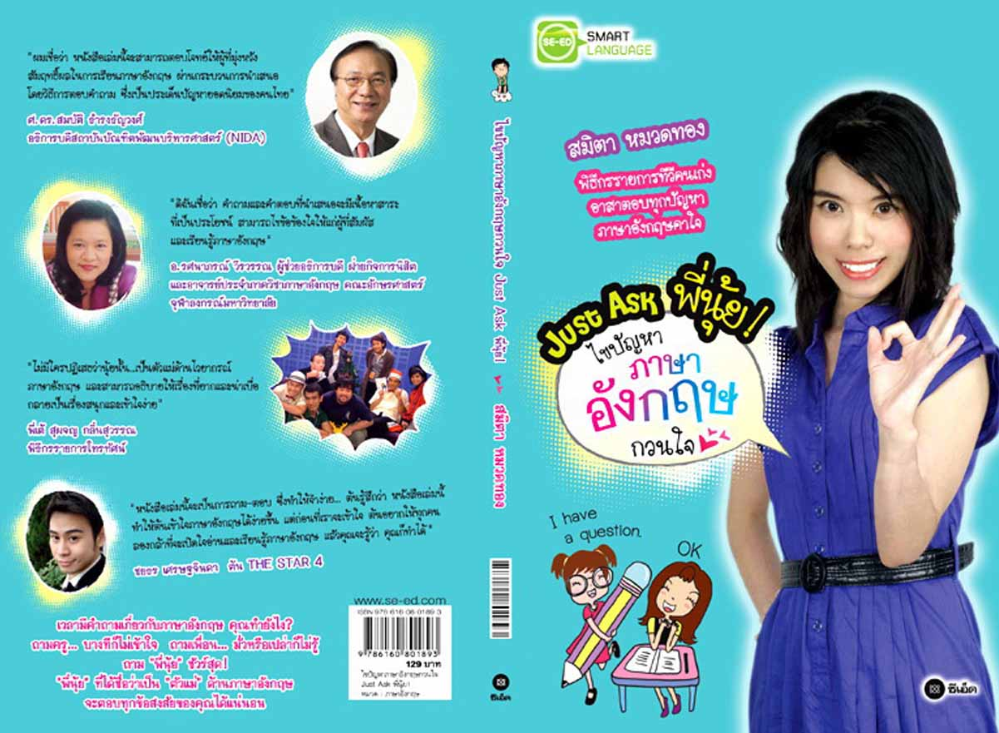 "ผมเชื่อว่า หนังสือเล่มนี้จะสามารถตอบโจทย์ให้ผู้ที่มุ่งหวัง
สัมฤทธิ์ผลในการเรียนภาษาอังกฤษ ผ่านกระบวนการนำเสนอ
โดยวิธีการตอบคำถาม ซึ่งเป็นประเด็นปัญหายอดนิยมของคนไทย"
ศ.ดร.สมบัติ ธำรงธัญวงศ์
อธิการบดีสถาบันบัณฑิตพัฒนบริหารศาสตร์ (NIDA)
"ดิฉันเชื่อว่า คำถามและคำตอบที่นำเสนอจะมีเนื้อหาสาระ
ที่เป็นประโยชน์ สามารถไขข้อข้องใจให้แก่ผู้ที่สัมผัส
และเรียนรู้ภาษาอังกฤษ"
อ.รศนาภรณ์ วีรวรรณ ผู้ช่วยอธิการบดี ฝ่ายกิจการนิสิต
และอาจารย์ประจำภาควิชาภาษาอังกฤษ คณะอักษรศาสตร์
จุฬาลงกรณ์มหาวิทยาลัย
"ไม่มีใครปฏิเสธว่านุ้ยนั้น...เป็นตัวแม่ด้านไวยากรณ์
ภาษาอังกฤษ และสามารถอธิบายให้เรื่องที่ยากและน่าเบื่อ
กลายเป็นเรื่องสนุกและเข้าใจง่าย"
พี่เต้ สุผจญ กลิ่นสุวรรณ
พิธีกรรายการโทรทัศน์
"หนังสือเล่มนี้จะเป็นการถาม-ตอบ ซึ่งทำให้จำง่าย... ตันรู้สึกว่า หนังสือเล่มนี้
ทำให้ตันเข้าใจภาษาอังกฤษได้ง่ายขึ้น แต่ก่อนที่เราจะเข้าใจ ตันอยากให้ทุกคน
ลองกล้าที่จะเปิดใจอ่านและเรียนรู้ภาษาอังกฤษ แล้วคุณจะรู้ว่า คุณก็ทำได้"
ชยธร เศรษฐจินดา ตัน THE STAR 4
เวลามีคำถามเกี่ยวกับภาษาอังกฤษ คุณทำยังไง?
ถามครู... บางทีก็ไม่เข้าใจ ถามเพื่อน... มั่วหรือเปล่าก็ไม่รู้
ถาม "พี่นุ้ย" ชัวร์สุด!
"พี่นุ้ย" ที่ได้ชื่อว่าเป็น "ตัวแม่" ด้านภาษาอังกฤษ
จะตอบทุกข้อสงสัยของคุณได้แน่นอน
www.se-ed.com
ISBN 978-616-08-0189-3
9 786160 801893
129 บาท
ไขปัญหาภาษาอังกฤษกวนใจ
Just Ask พี่นุ้ย!
หมวด : ภาษาอังกฤษ
ไขปัญหาภาษาอังกฤษกวนใจ Just Ask พี่นุ้ย! สมิตา หมวดทอง
ซีเอ็ด
SE-ED
SMART
LANGUAGE
สมิตา หมวดทอง
พิธีกรรายการทีวีคนเก่ง
อาสาตอบทุกปัญหา
ภาษาอังกฤษคาใจ
Just Ask พี่นุ้ย!
ไขปัญหา
ภาษา
อังกฤษ
กวนใจ
I have
a question.
OK
ซีเอ็ด